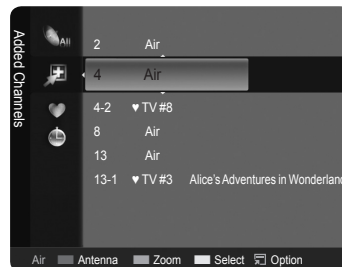 Added Channels
All
2 Air
4 Air
4-2 ♥ TV #8
8 Air
13 Air
13-1 ♥ TV #3 Alice's Adventures in Wonderland
Air Antenna Zoom Select Option